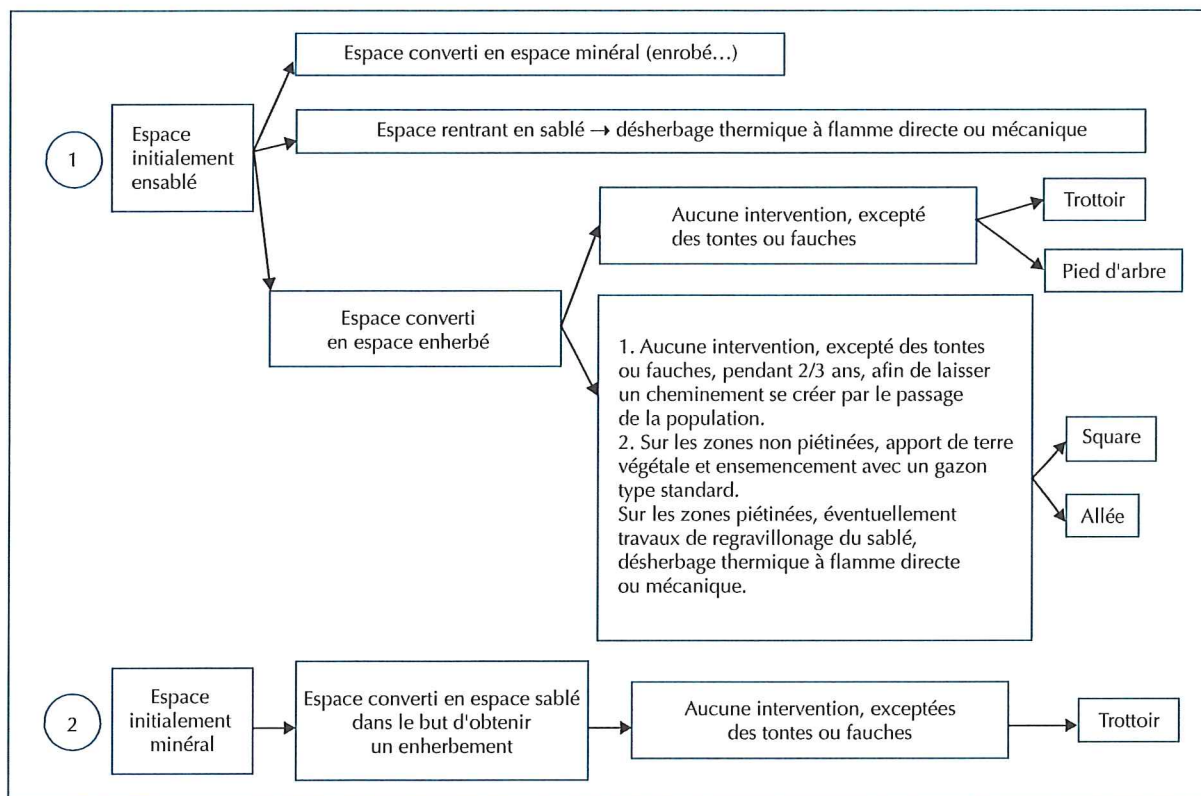 Espace converti en espace minéral (enrobé…)
1
Espace
initialement
ensablé
Espace rentrant en sablé → désherbage thermique à flamme directe ou mécanique
Aucune intervention, excepté
des tontes ou fauches
Trottoir
Pied d'arbre
Espace converti
en espace enherbé
1. Aucune intervention, excepté des tontes
ou fauches, pendant 2/3 ans, afin de laisser
un cheminement se créer par le passage
de la population.
2. Sur les zones non piétinées, apport de terre
végétale et ensemencement avec un gazon
type standard.
Sur les zones piétinées, éventuellement
travaux de regravillonage du sablé,
désherbage thermique à flamme directe
ou mécanique.
Square
Allée
2
Espace
initialement
minéral
Espace converti en espace sablé
dans le but d'obtenir
un enherbement
Aucune intervention, exceptées
des tontes ou fauches
Trottoir